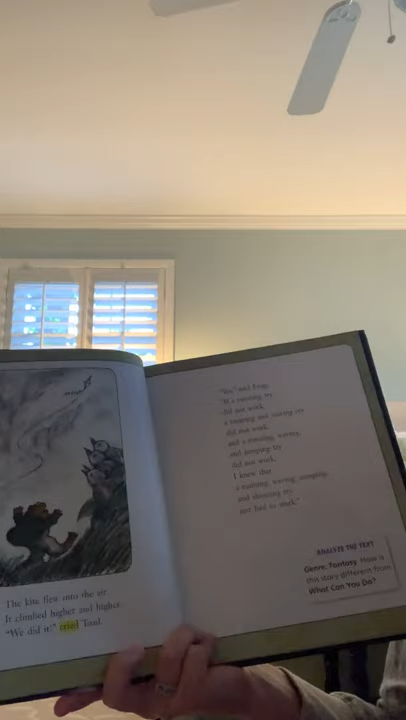 The kite flew into the air.
It climbed higher and higher.
"We did it!" cried Toad.
"Yes," said Frog.
"If a running try
did not work,
a running and waving try
did not work,
and a running, waving,
and jumping try
did not work,
I knew that
a running, waving, jumping,
and shouting try
just had to work."
ANALYZE THE TEXT
Genre: Fantasy How is
this story different from
What Can You Do?